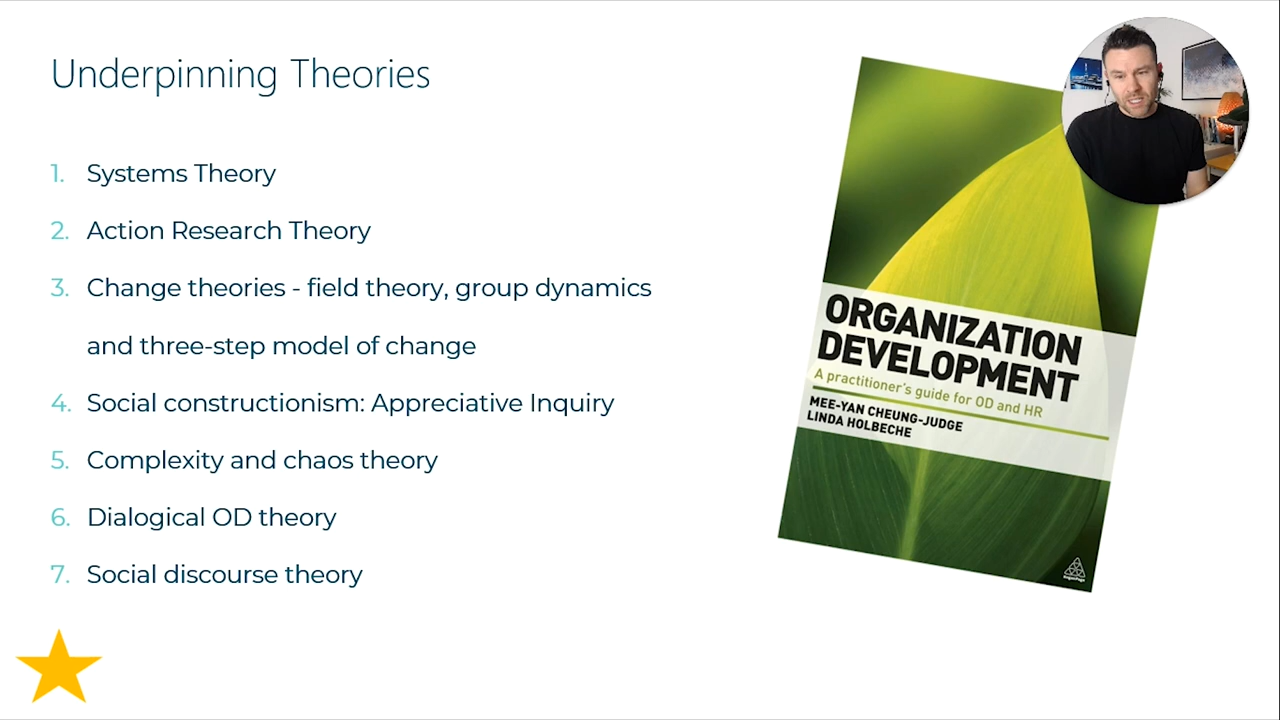 Underpinning Theories
1. Systems Theory
2. Action Research Theory
3. Change theories - field theory, group dynamics
and three-step model of change
4. Social constructionism: Appreciative Inquiry
5. Complexity and chaos theory
6. Dialogical OD theory
7. Social discourse theory
ORGANIZATION
DEVELOPMENT
A practitioner's guide for OD and HR
MEE-YAN CHEUNG-JUDGE
LINDA HOLBECHE
KoganPage